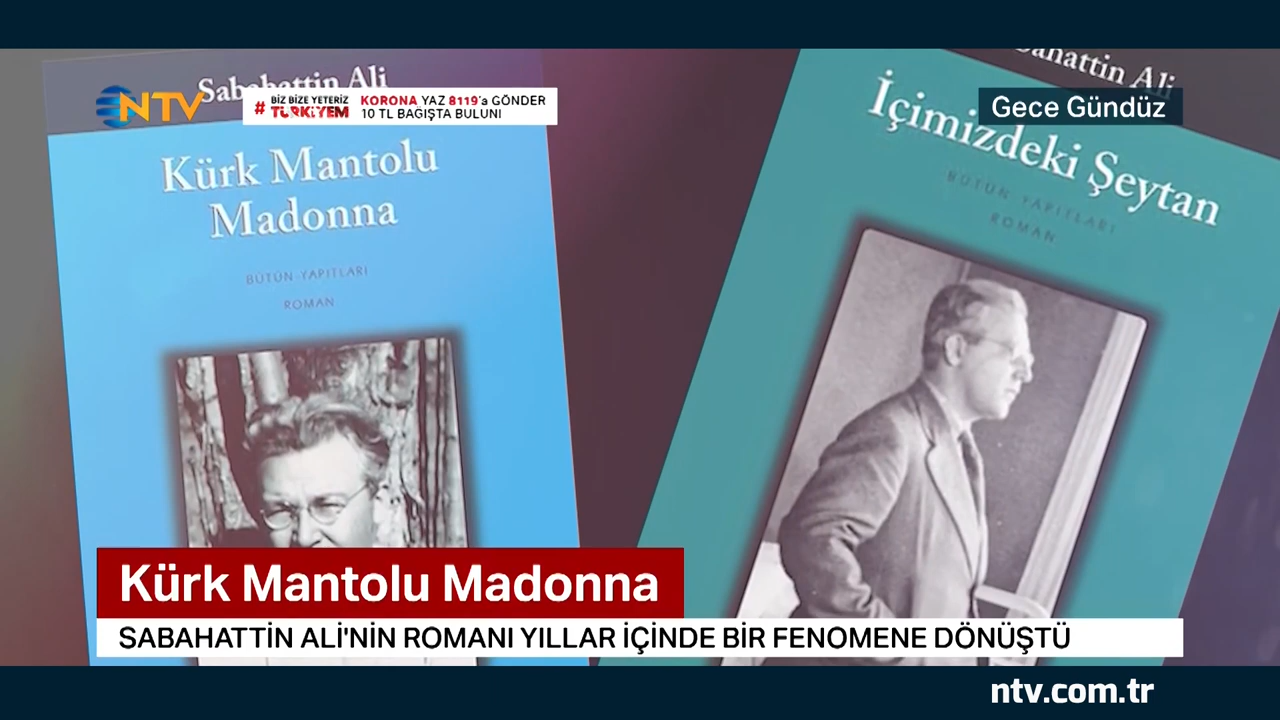 Sabahattin Ali
NTV
# BİZ BİZE YETERİZ
TÜRKİYEM
KORONA YAZ 8119'a GÖNDER
10 TL BAĞIŞTA BULUN!
Kürk Mantolu
Madonna
BÜTÜN YAPITLARI
ROMAN
Sabahattin Ali
Gece Gündüz
İçimizdeki Şeytan
BÜTÜN YAPITLARI
ROMAN
Kürk Mantolu Madonna
SABAHATTİN ALİ'NİN ROMANI YILLAR İÇİNDE BİR FENOMENE DÖNÜŞTÜ
ntv.com.tr